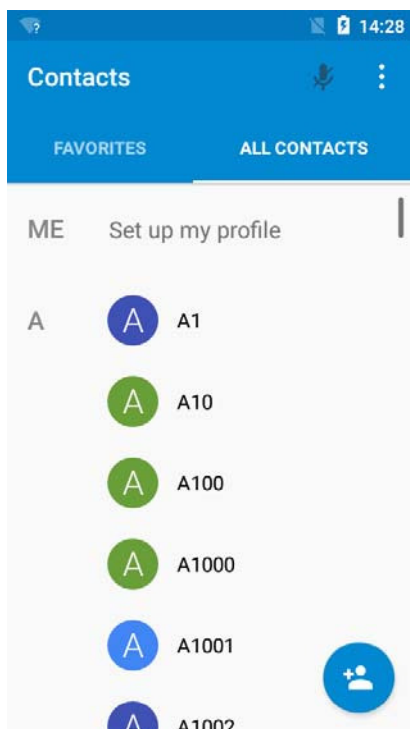 14:28
Contacts
FAVORITES ALL CONTACTS
ME Set up my profile
A A A1
A A10
A A100
A A1000
A A1001
A A1002